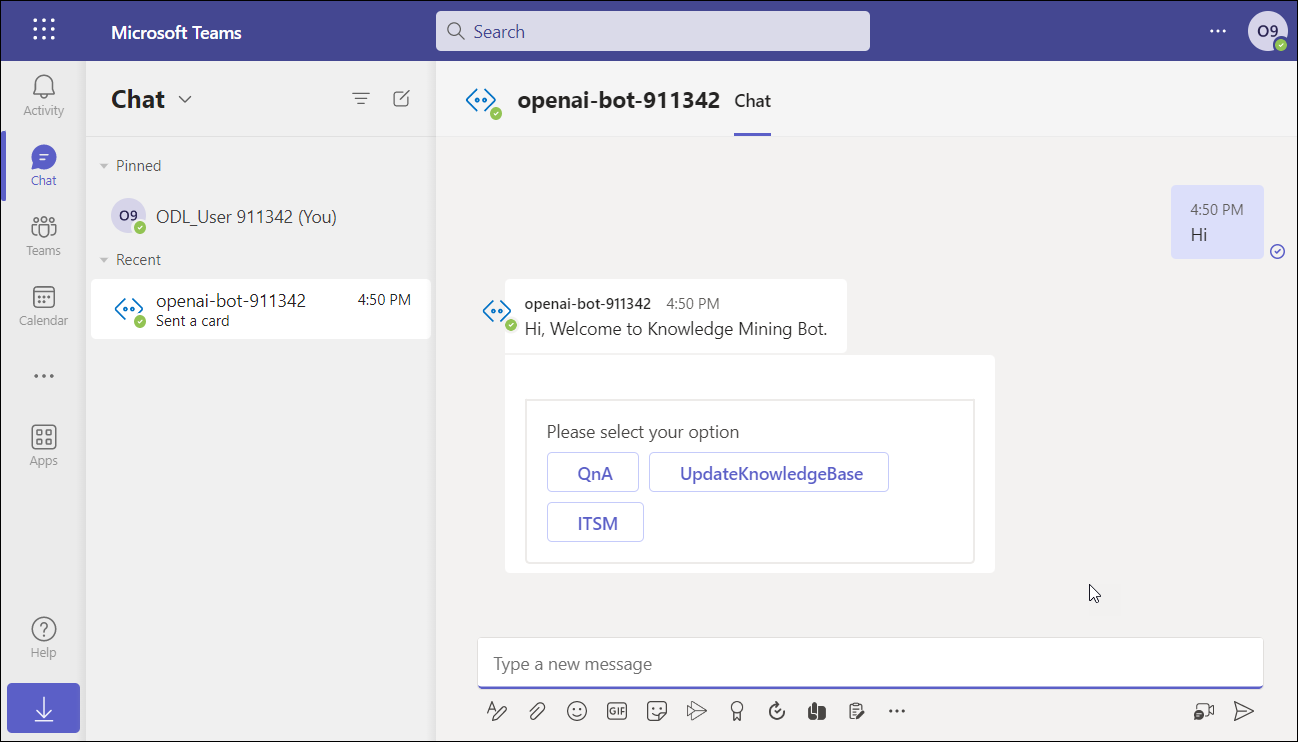 Microsoft Teams
Search
O9
Activity
Chat
Teams
Calendar
Apps
Help
Chat
Pinned
O9
ODL_User 911342 (You)
Recent
openai-bot-911342 4:50 PM
Sent a card
openai-bot-911342 Chat
4:50 PM
Hi
openai-bot-911342 4:50 PM
Hi, Welcome to Knowledge Mining Bot.
Please select your option
QnA UpdateKnowledgeBase
ITSM
Type a new message
GIF